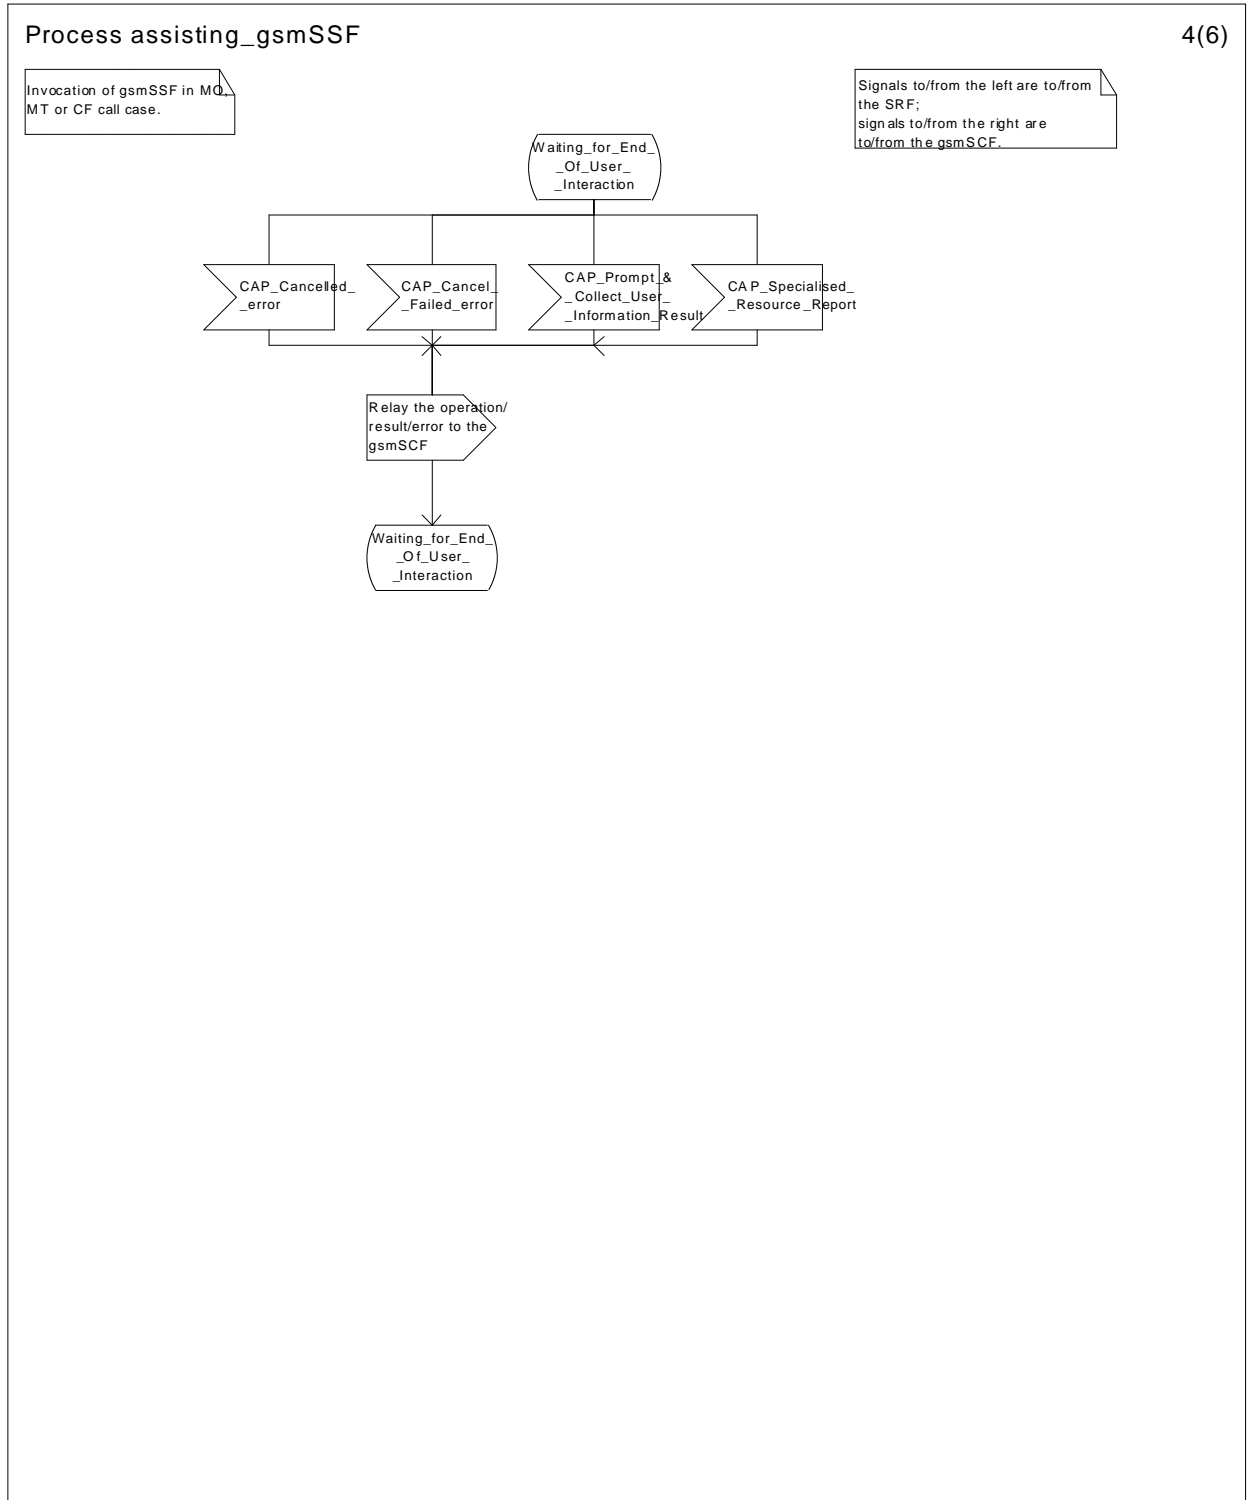 Process assisting_gsmSSF
4(6)
Invocation of gsmSSF in MO,
MT or CF call case.
Signals to/from the left are to/from
the SRF;
signals to/from the right are
to/from the gsmSCF.
Waiting_for_End_
_Of_User_
_Interaction
CAP_Cancelled_
_error
CAP_Cancel_
_Failed_error
CAP_Prompt_&
_Collect_User_
_Information_Result
CAP_Specialised_
_Resource_Report
Relay the operation/
result/error to the
gsmSCF
Waiting_for_End_
_Of_User_
_Interaction